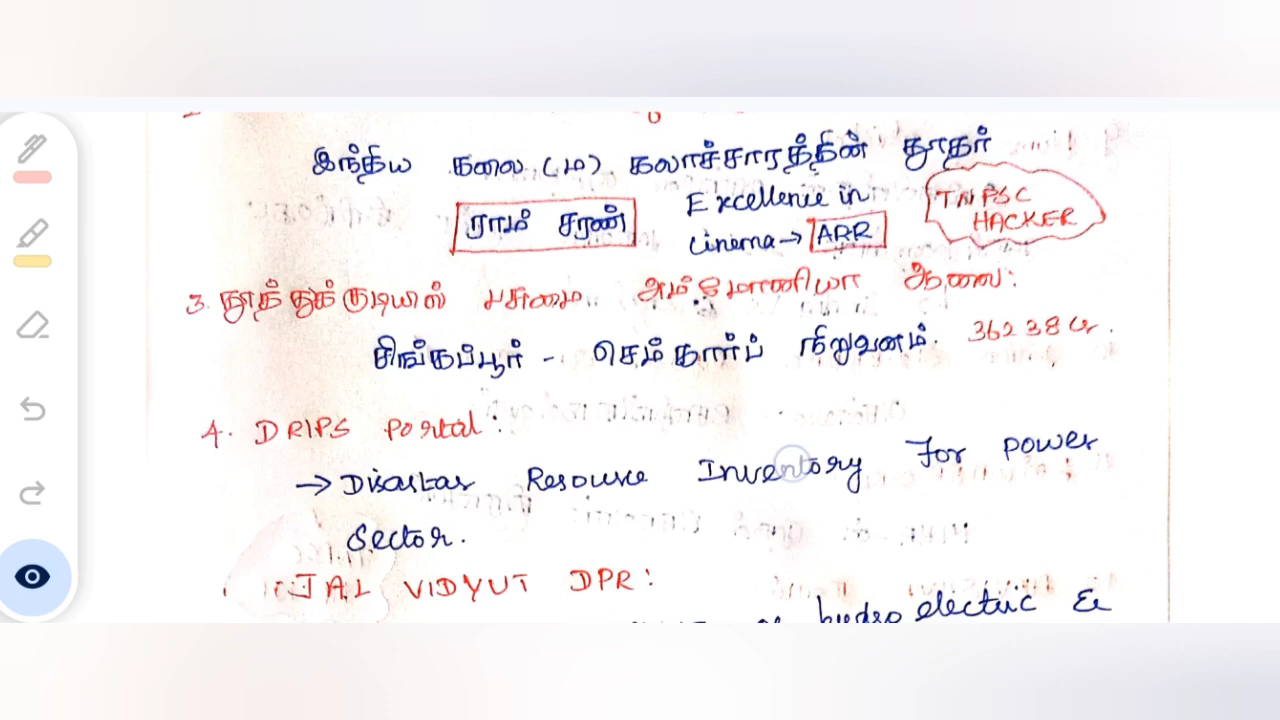 இந்திய கலை (ம) கலாச்சாரத்தின் தூதர்
ராம் சரண்
Excellence in
cinema → ARR
TNPSC
HACKER
3. தூத்துக்குடியில் பசுமை அம்மோனியா ஆலை:
சிங்கப்பூர் - செம்கார்ப் நிறுவனம். 36238 கோ.
4. DRIPS Portal:
→ Disaster Resource Inventory For Power
Sector.
JAL VIDYUT DPR:
hydro electric &